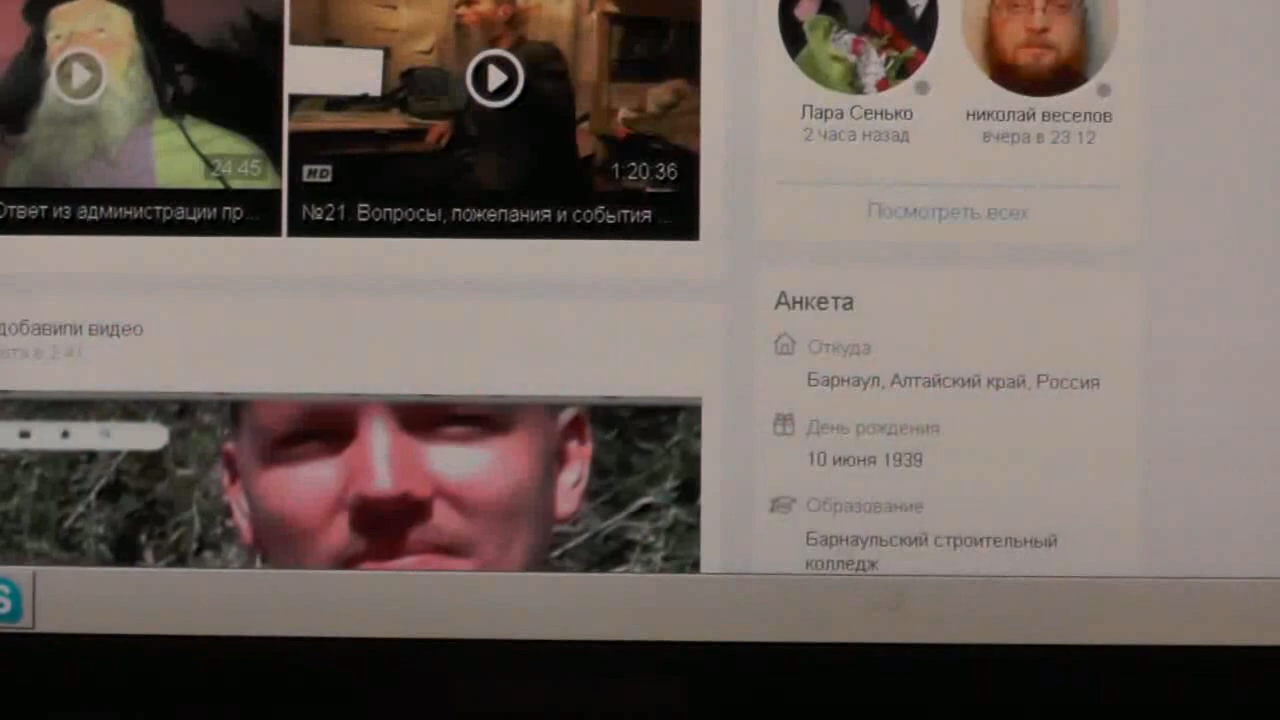 24:45
HD
1:20:36
Ответ из администрации пр...
№21. Вопросы, пожелания и события ...
добавили видео
в 2:41
Лара Сенько
2 часа назад
николай веселов
вчера в 23:12
Посмотреть всех
Анкета
Откуда
Барнаул, Алтайский край, Россия
День рождения
10 июня 1939
Образование
Барнаульский строительный
колледж
S